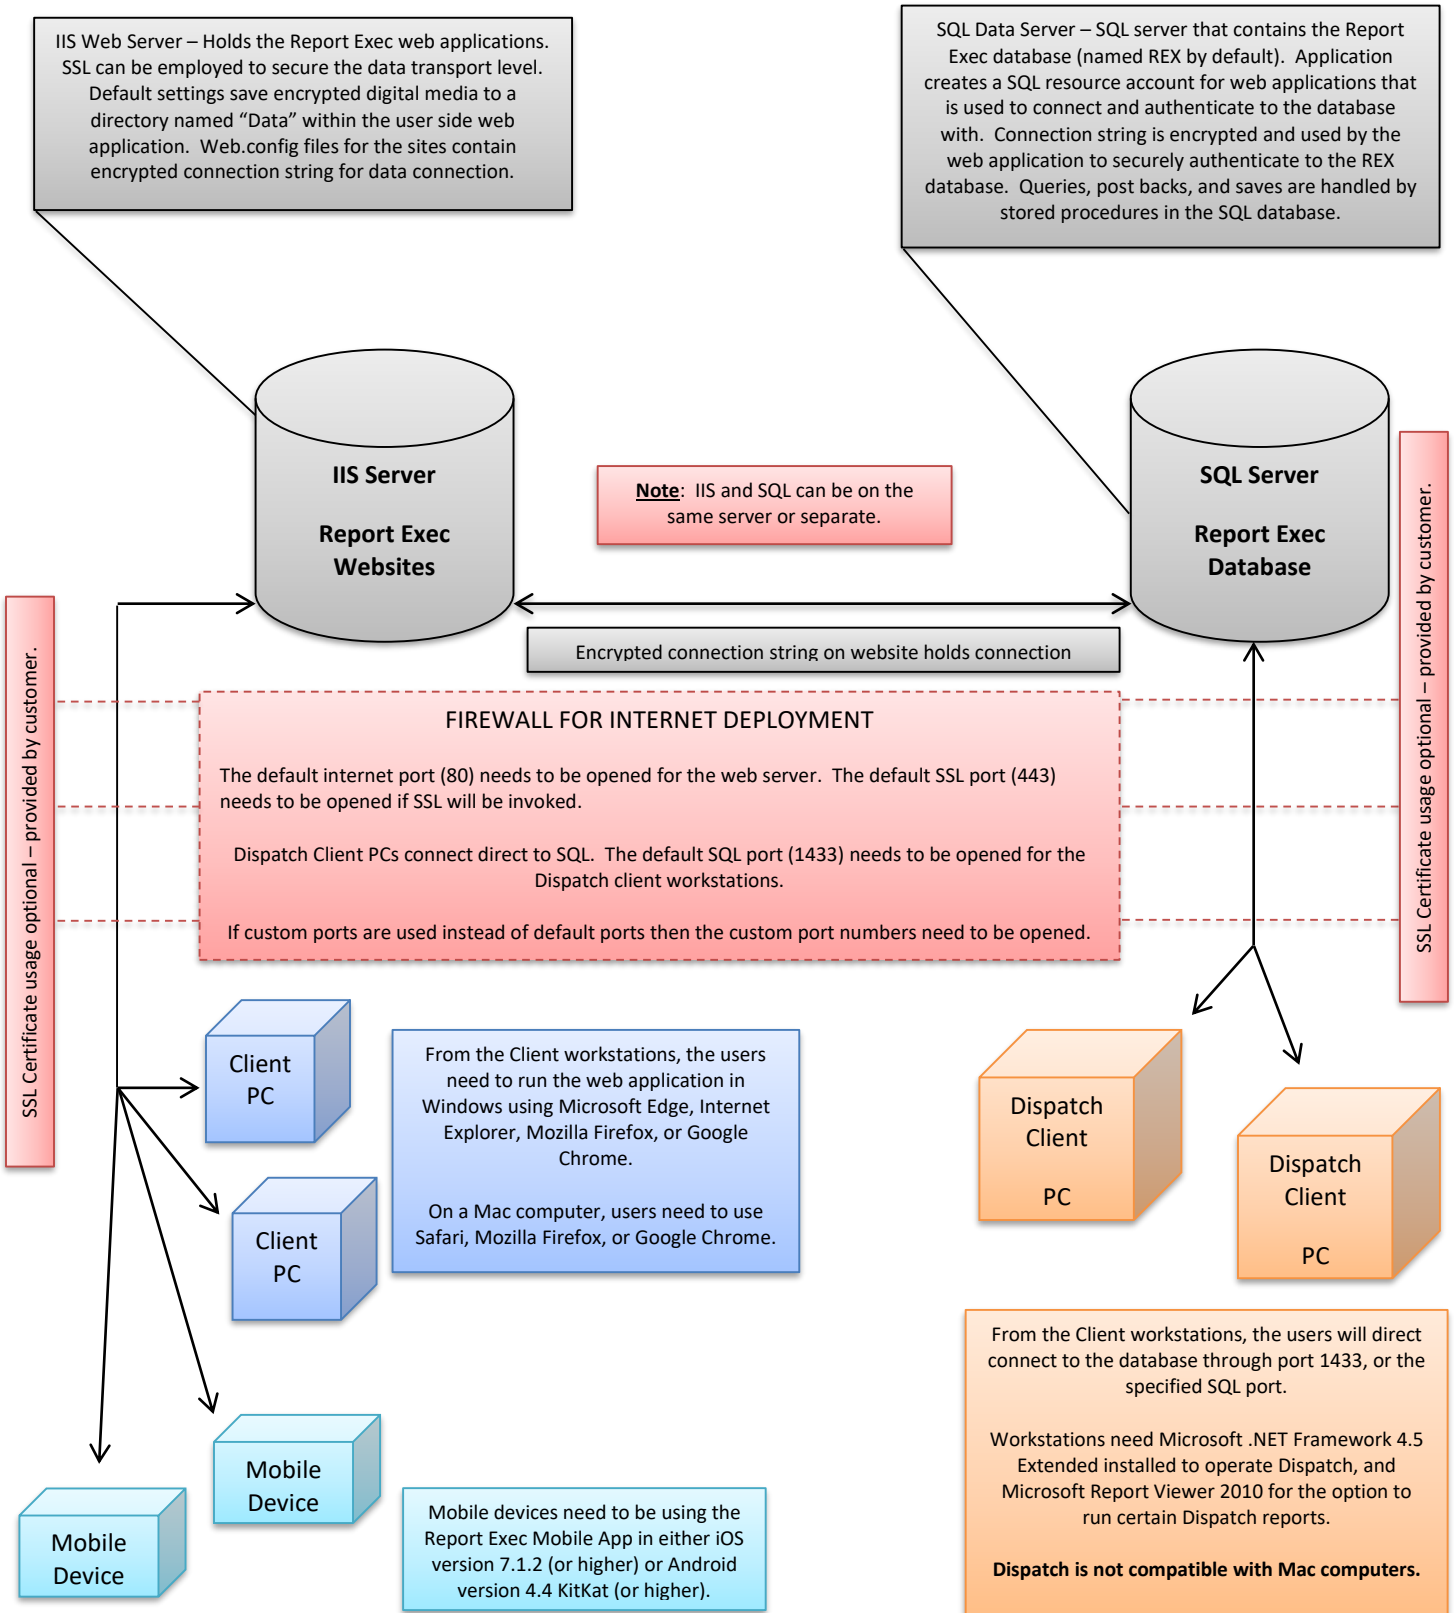 IIS Web Server – Holds the Report Exec web applications.
SSL can be employed to secure the data transport level.
Default settings save encrypted digital media to a
directory named “Data” within the user side web
application.  Web.config files for the sites contain
encrypted connection string for data connection.
SQL Data Server – SQL server that contains the Report
Exec database (named REX by default).  Application
creates a SQL resource account for web applications that
is used to connect and authenticate to the database
with.  Connection string is encrypted and used by the
web application to securely authenticate to the REX
database.  Queries, post backs, and saves are handled by
stored procedures in the SQL database.
IIS Server
Report Exec
Websites
Note:  IIS and SQL can be on the
same server or separate.
SQL Server
Report Exec
Database
Encrypted connection string on website holds connection
SSL Certificate usage optional – provided by customer.
SSL Certificate usage optional – provided by customer.
FIREWALL FOR INTERNET DEPLOYMENT
The default internet port (80) needs to be opened for the web server.  The default SSL port (443)
needs to be opened if SSL will be invoked.
Dispatch Client PCs connect direct to SQL.  The default SQL port (1433) needs to be opened for the
Dispatch client workstations.
If custom ports are used instead of default ports then the custom port numbers need to be opened.
Client
PC
Client
PC
From the Client workstations, the users
need to run the web application in
Windows using Microsoft Edge, Internet
Explorer, Mozilla Firefox, or Google
Chrome.
On a Mac computer, users need to use
Safari, Mozilla Firefox, or Google Chrome.
Dispatch
Client
PC
Dispatch
Client
PC
Mobile
Device
Mobile
Device
Mobile devices need to be using the
Report Exec Mobile App in either iOS
version 7.1.2 (or higher) or Android
version 4.4 KitKat (or higher).
From the Client workstations, the users will direct
connect to the database through port 1433, or the
specified SQL port.
Workstations need Microsoft .NET Framework 4.5
Extended installed to operate Dispatch, and
Microsoft Report Viewer 2010 for the option to
run certain Dispatch reports.
Dispatch is not compatible with Mac computers.